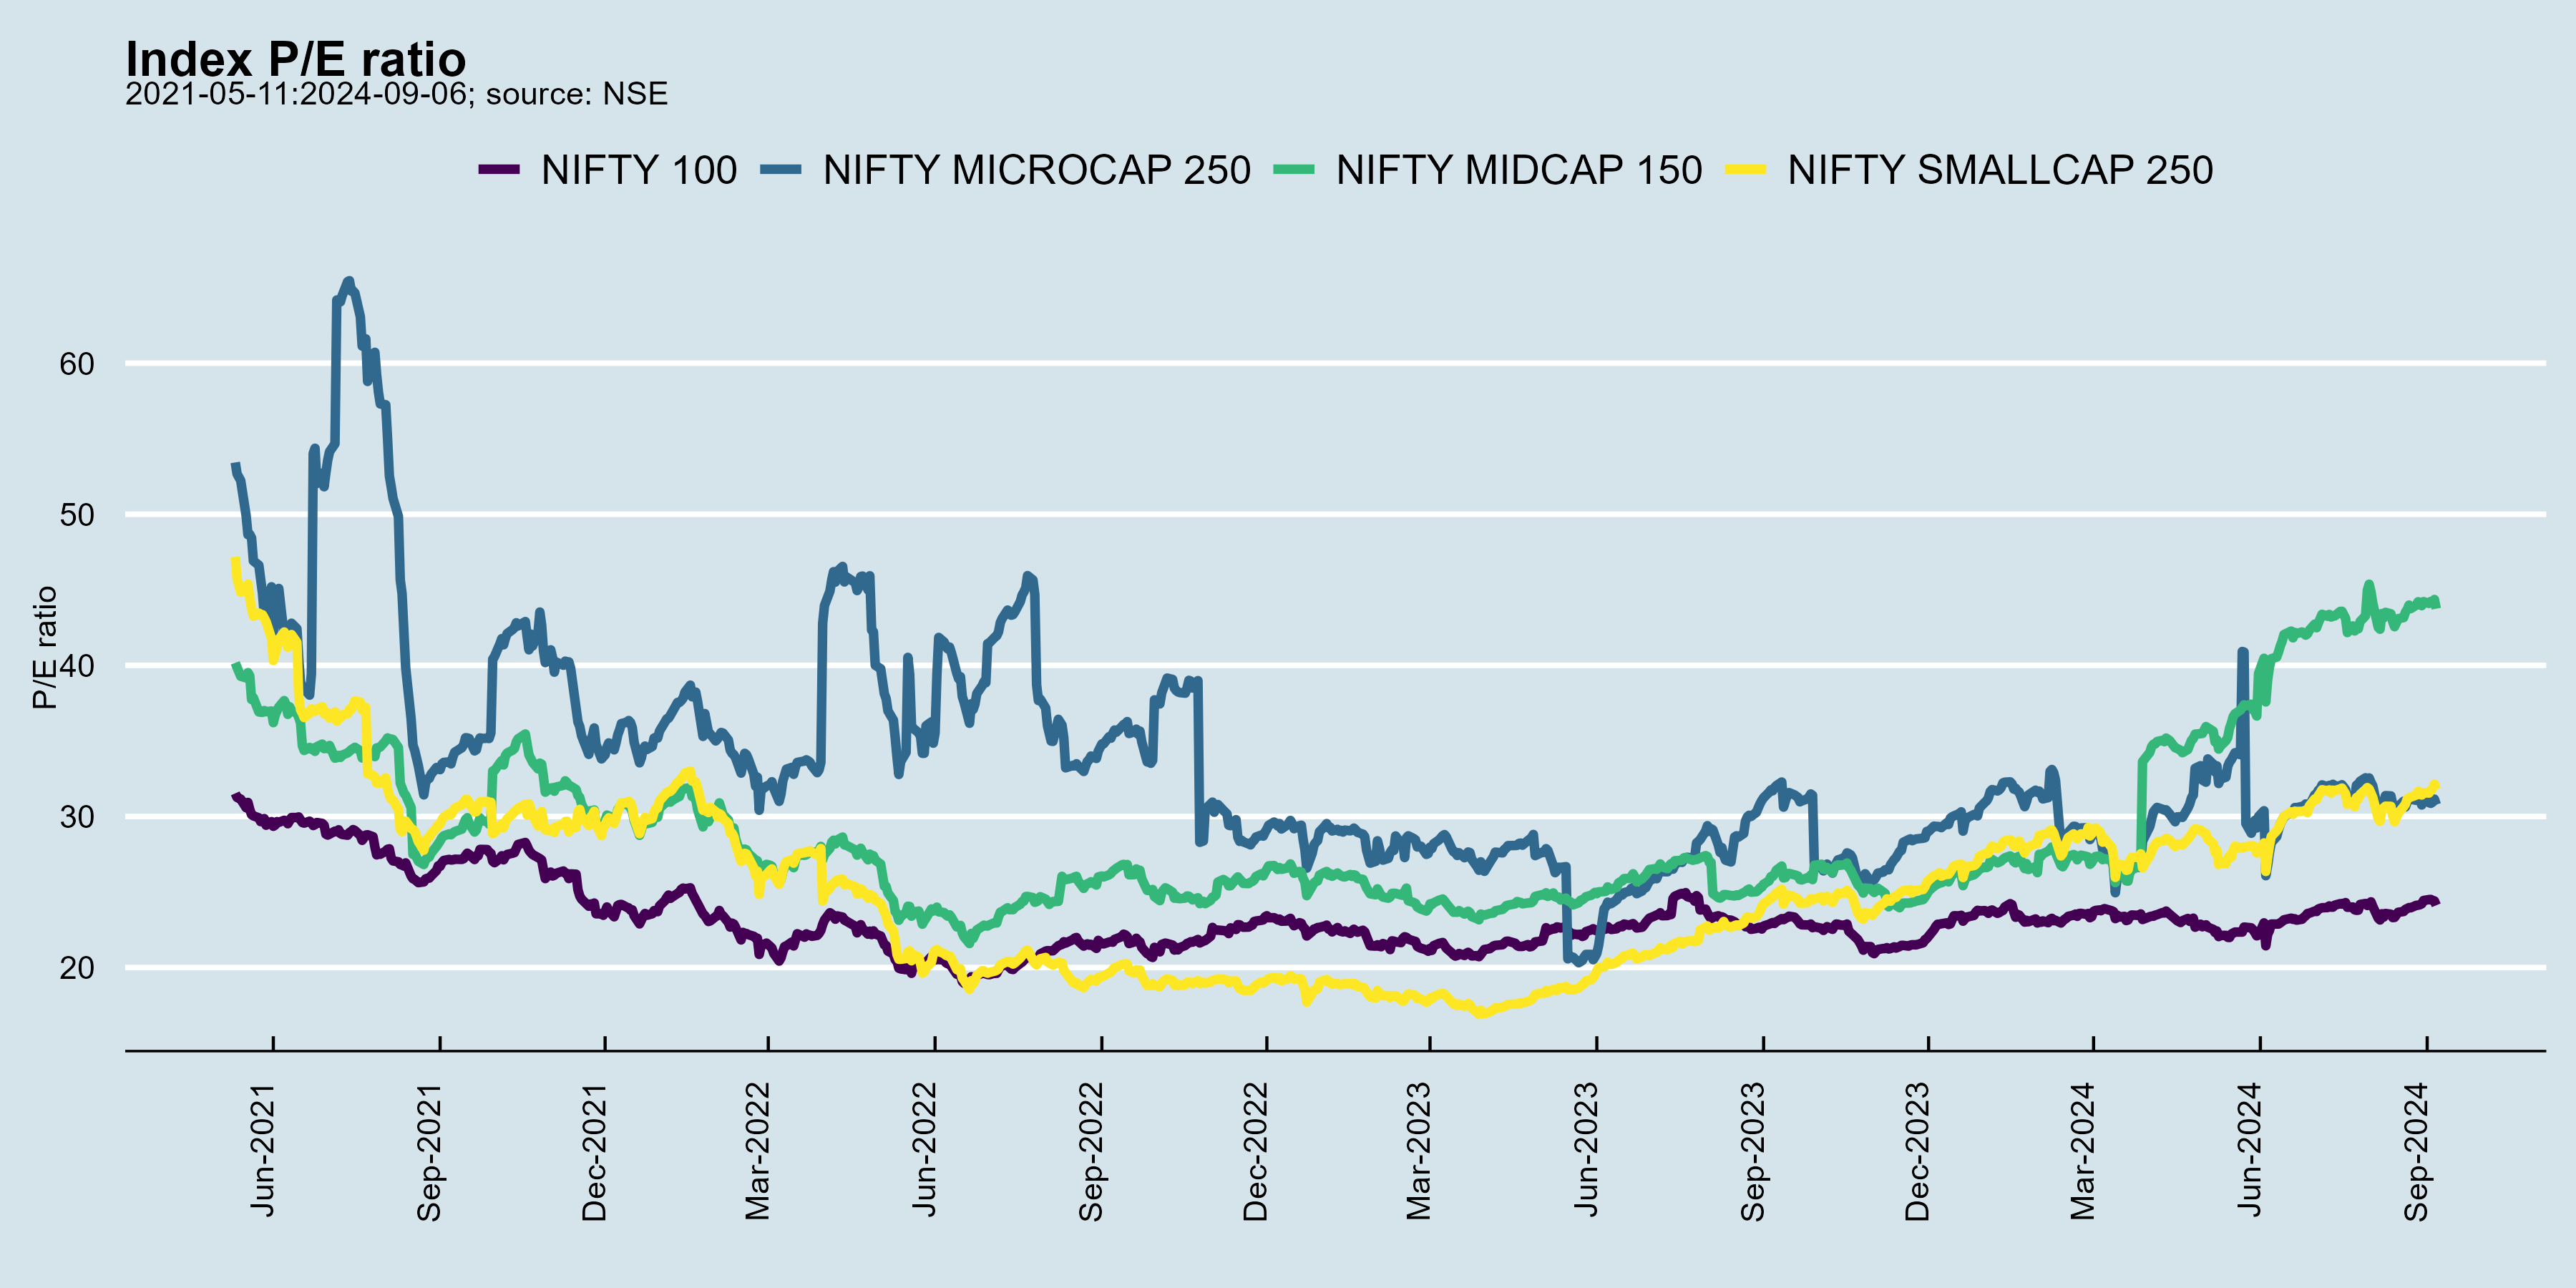 Index P/E ratio
2021-05-11:2024-09-06; source: NSE
NIFTY 100 NIFTY MICROCAP 250 NIFTY MIDCAP 150 NIFTY SMALLCAP 250
P/E ratio
60
50
40
30
20
Jun-2021 Sep-2021 Dec-2021 Mar-2022 Jun-2022 Sep-2022 Dec-2022 Mar-2023 Jun-2023 Sep-2023 Dec-2023 Mar-2024 Jun-2024 Sep-2024